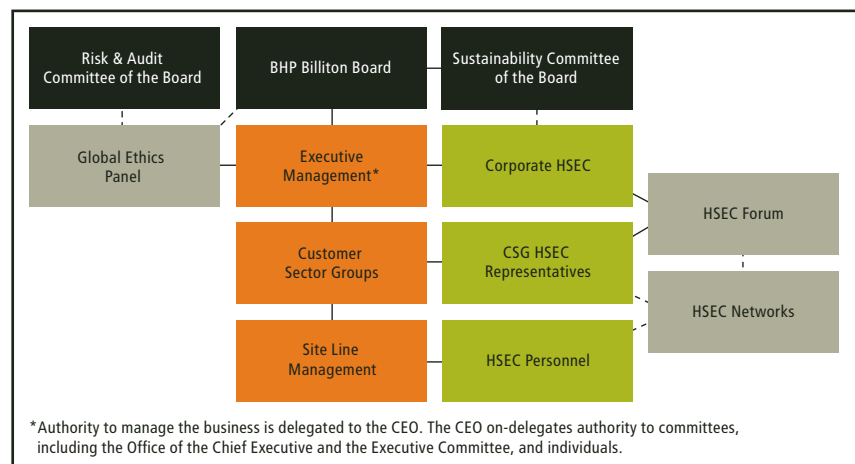 Risk & Audit
Committee of the Board
BHP Billiton Board
Sustainability Committee
of the Board
Global Ethics
Panel
Executive
Management*
Corporate HSEC
HSEC Forum
Customer
Sector Groups
CSG HSEC
Representatives
HSEC Networks
Site Line
Management
HSEC Personnel
*Authority to manage the business is delegated to the CEO. The CEO on-delegates authority to committees,
including the Office of the Chief Executive and the Executive Committee, and individuals.